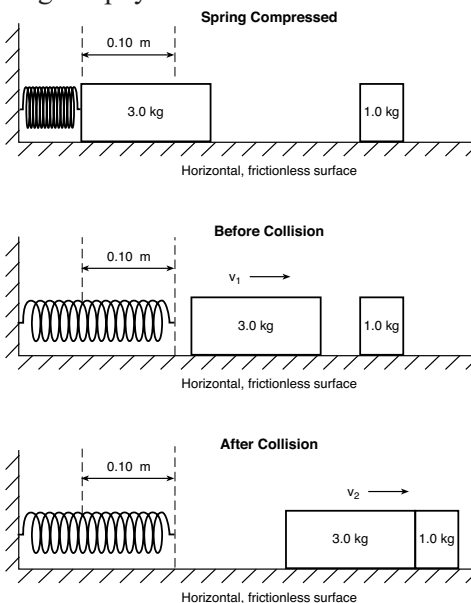 Spring Compressed
0.10 m
3.0 kg
1.0 kg
Horizontal, frictionless surface
Before Collision
0.10 m
v1
3.0 kg
1.0 kg
Horizontal, frictionless surface
After Collision
0.10 m
v2
3.0 kg
1.0 kg
Horizontal, frictionless surface